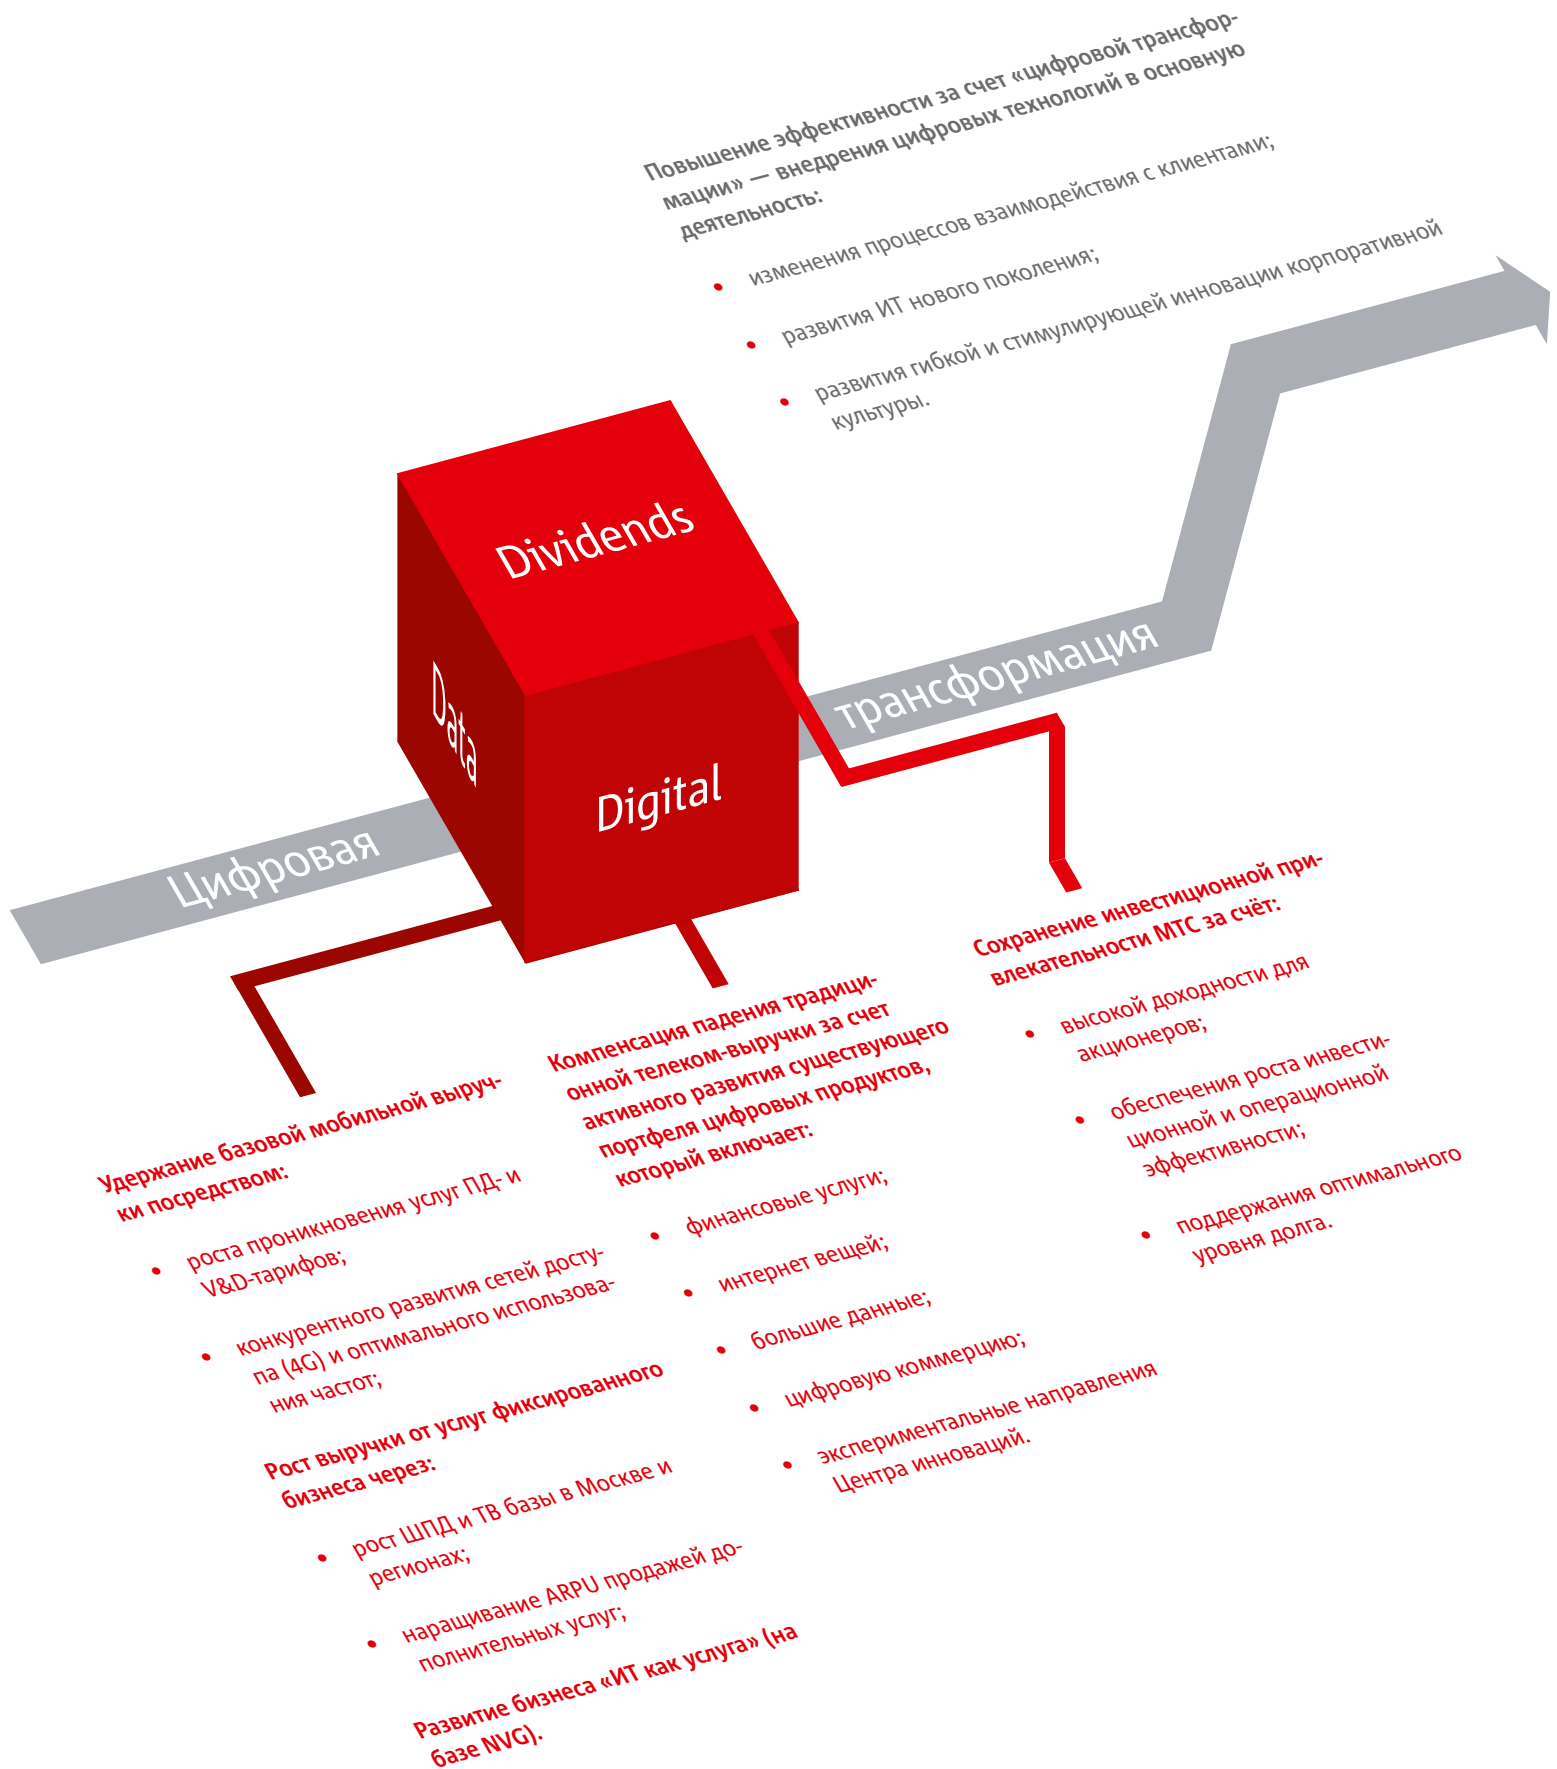 Повышение эффективности за счет «цифровой трансфор-
мации» — внедрения цифровых технологий в основную
деятельность:
изменения процессов взаимодействия с клиентами;
развития ИТ нового поколения;
развития гибкой и стимулирующей инновации корпоративной
культуры.
Dividends
Data
Digital
Цифровая
трансформация
Удержание базовой мобильной выруч-
ки посредством:
роста проникновения услуг ПД- и
V&D-тарифов;
конкурентного развития сетей досту-
па (4G) и оптимального использова-
ния частот;
Рост выручки от услуг фиксированного
бизнеса через:
рост ШПД и ТВ базы в Москве и
регионах;
наращивание ARPU продажей до-
полнительных услуг;
Развитие бизнеса «ИТ как услуга» (на
базе NVG).
Компенсация падения традици-
онной телеком-выручки за счет
активного развития существующего
портфеля цифровых продуктов,
который включает:
финансовые услуги;
интернет вещей;
большие данные;
цифровую коммерцию;
экспериментальные направления
Центра инноваций.
Сохранение инвестиционной при-
влекательности МТС за счёт:
высокой доходности для
акционеров;
обеспечения роста инвести-
ционной и операционной
эффективности;
поддержания оптимального
уровня долга.